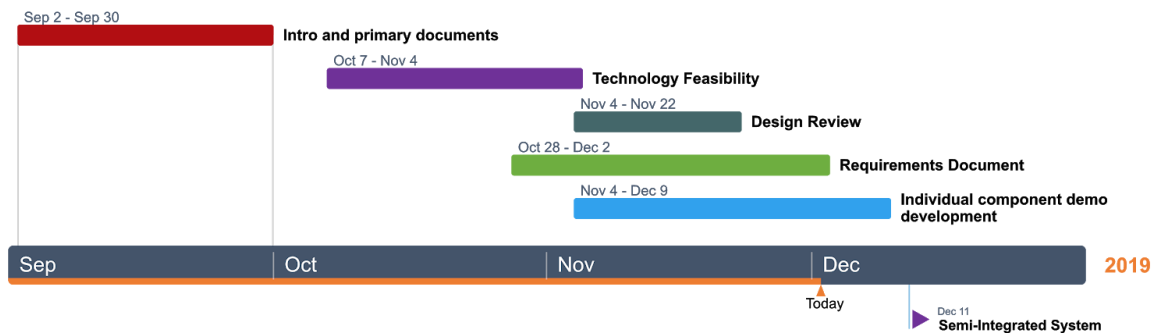 Sep 2 - Sep 30
Intro and primary documents
Oct 7 - Nov 4
Technology Feasibility
Nov 4 - Nov 22
Design Review
Oct 28 - Dec 2
Requirements Document
Nov 4 - Dec 9
Individual component demo
development
Sep
Oct
Nov
Dec
2019
Today
Dec 11
Semi-Integrated System